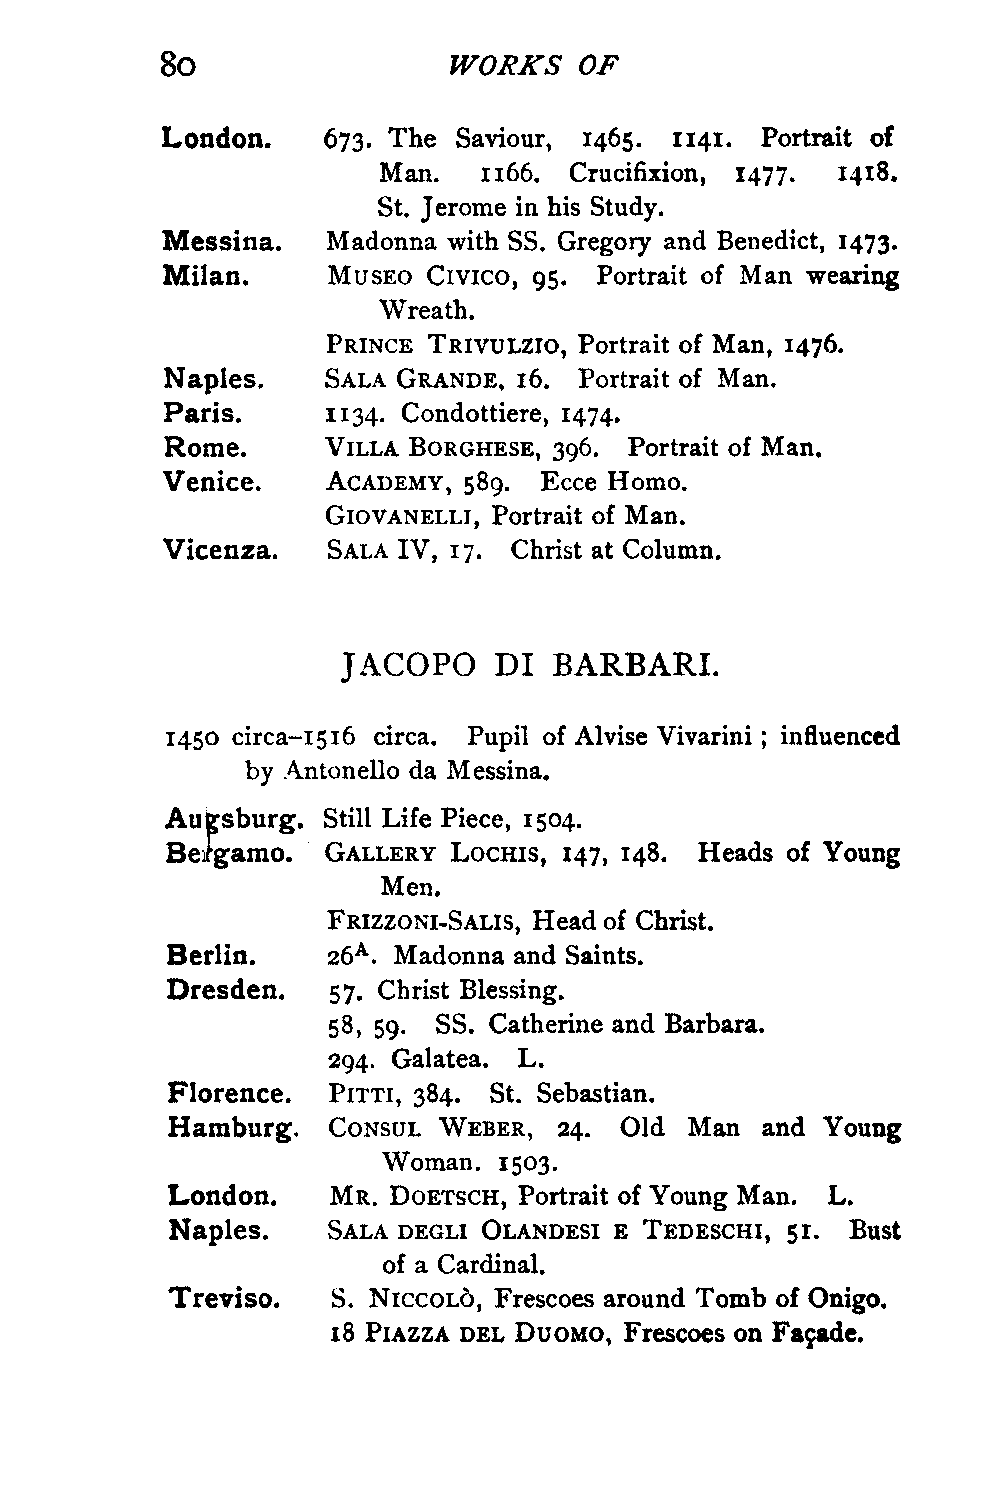 80 WORKS OF
London. 673. The Saviour, 1465. 1141. Portrait of
Man. 1166. Crucifixion, 1477. 1418.
St. Jerome in his Study.
Messina. Madonna with SS. Gregory and Benedict, 1473.
Milan. MUSEO CIVICO, 95. Portrait of Man wearing
Wreath.
PRINCE TRIVULZIO, Portrait of Man, 1476.
Naples. SALA GRANDE, 16. Portrait of Man.
Paris. 1134. Condottiere, 1474.
Rome. VILLA BORGHESE, 396. Portrait of Man.
Venice. ACADEMY, 589. Ecce Homo.
GIOVANELLI, Portrait of Man.
Vicenza. SALA IV, 17. Christ at Column.
JACOPO DI BARBARI.
1450 circa–1516 circa. Pupil of Alvise Vivarini ; influenced
by Antonello da Messina.
Augsburg. Still Life Piece, 1504.
Bergamo. GALLERY LOCHIS, 147, 148. Heads of Young
Men.
FRIZZONI-SALIS, Head of Christ.
Berlin. 26A. Madonna and Saints.
Dresden. 57. Christ Blessing.
58, 59. SS. Catherine and Barbara.
294. Galatea. L.
Florence. PITTI, 384. St. Sebastian.
Hamburg. CONSUL WEBER, 24. Old Man and Young
Woman. 1503.
London. MR. DOETSCH, Portrait of Young Man. L.
Naples. SALA DEGLI OLANDESI E TEDESCHI, 51. Bust
of a Cardinal.
Treviso. S. NICCOLÒ, Frescoes around Tomb of Onigo.
18 PIAZZA DEL DUOMO, Frescoes on Façade.